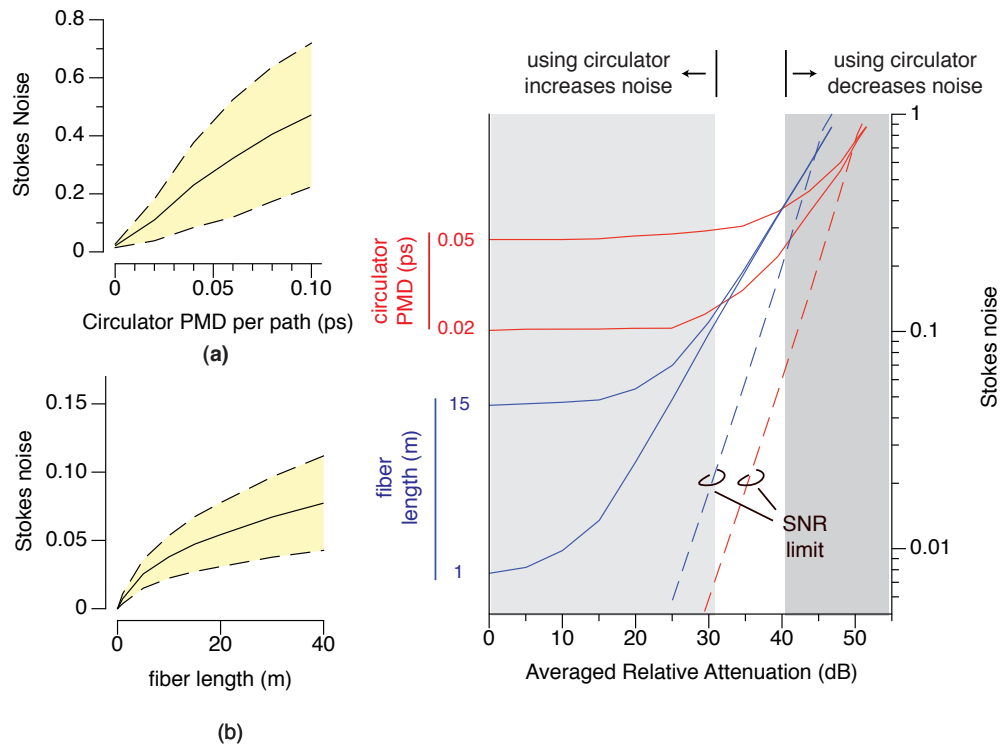 0.8
0.6
0.4
0.2
0
Stokes Noise
0
0.05
0.10
Circulator PMD per path (ps)
(a)
0.15
0.10
0.05
0
Stokes noise
0
20
40
fiber length (m)
(b)
using circulator
increases noise
using circulator
decreases noise
circulator
PMD (ps)
0.05
0.02
fiber
length (m)
15
1
SNR
limit
1
0.1
0.01
Stokes noise
0
10
20
30
40
50
Averaged Relative Attenuation (dB)